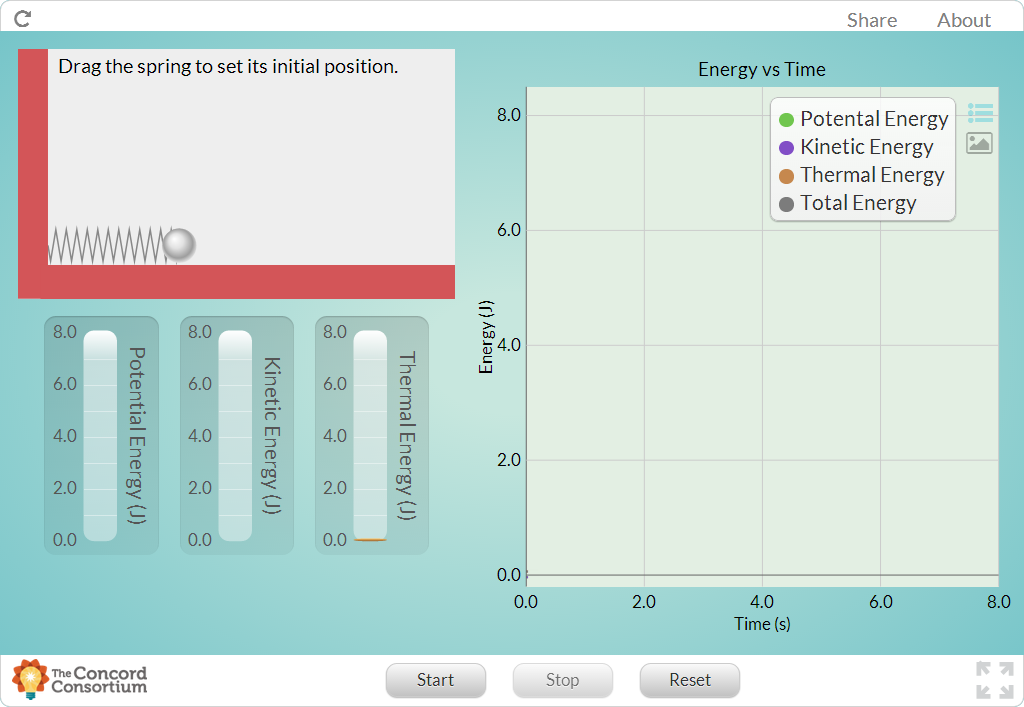 Share About
Drag the spring to set its initial position.
Energy vs Time
8.0
6.0
4.0
2.0
0.0
Energy (J)
Potental Energy
Kinetic Energy
Thermal Energy
Total Energy
0.0 2.0 4.0 6.0 8.0
Time (s)
8.0
6.0
4.0
2.0
0.0
Potential Energy (J)
8.0
6.0
4.0
2.0
0.0
Kinetic Energy (J)
8.0
6.0
4.0
2.0
0.0
Thermal Energy (J)
The Concord
Consortium
Start Stop Reset